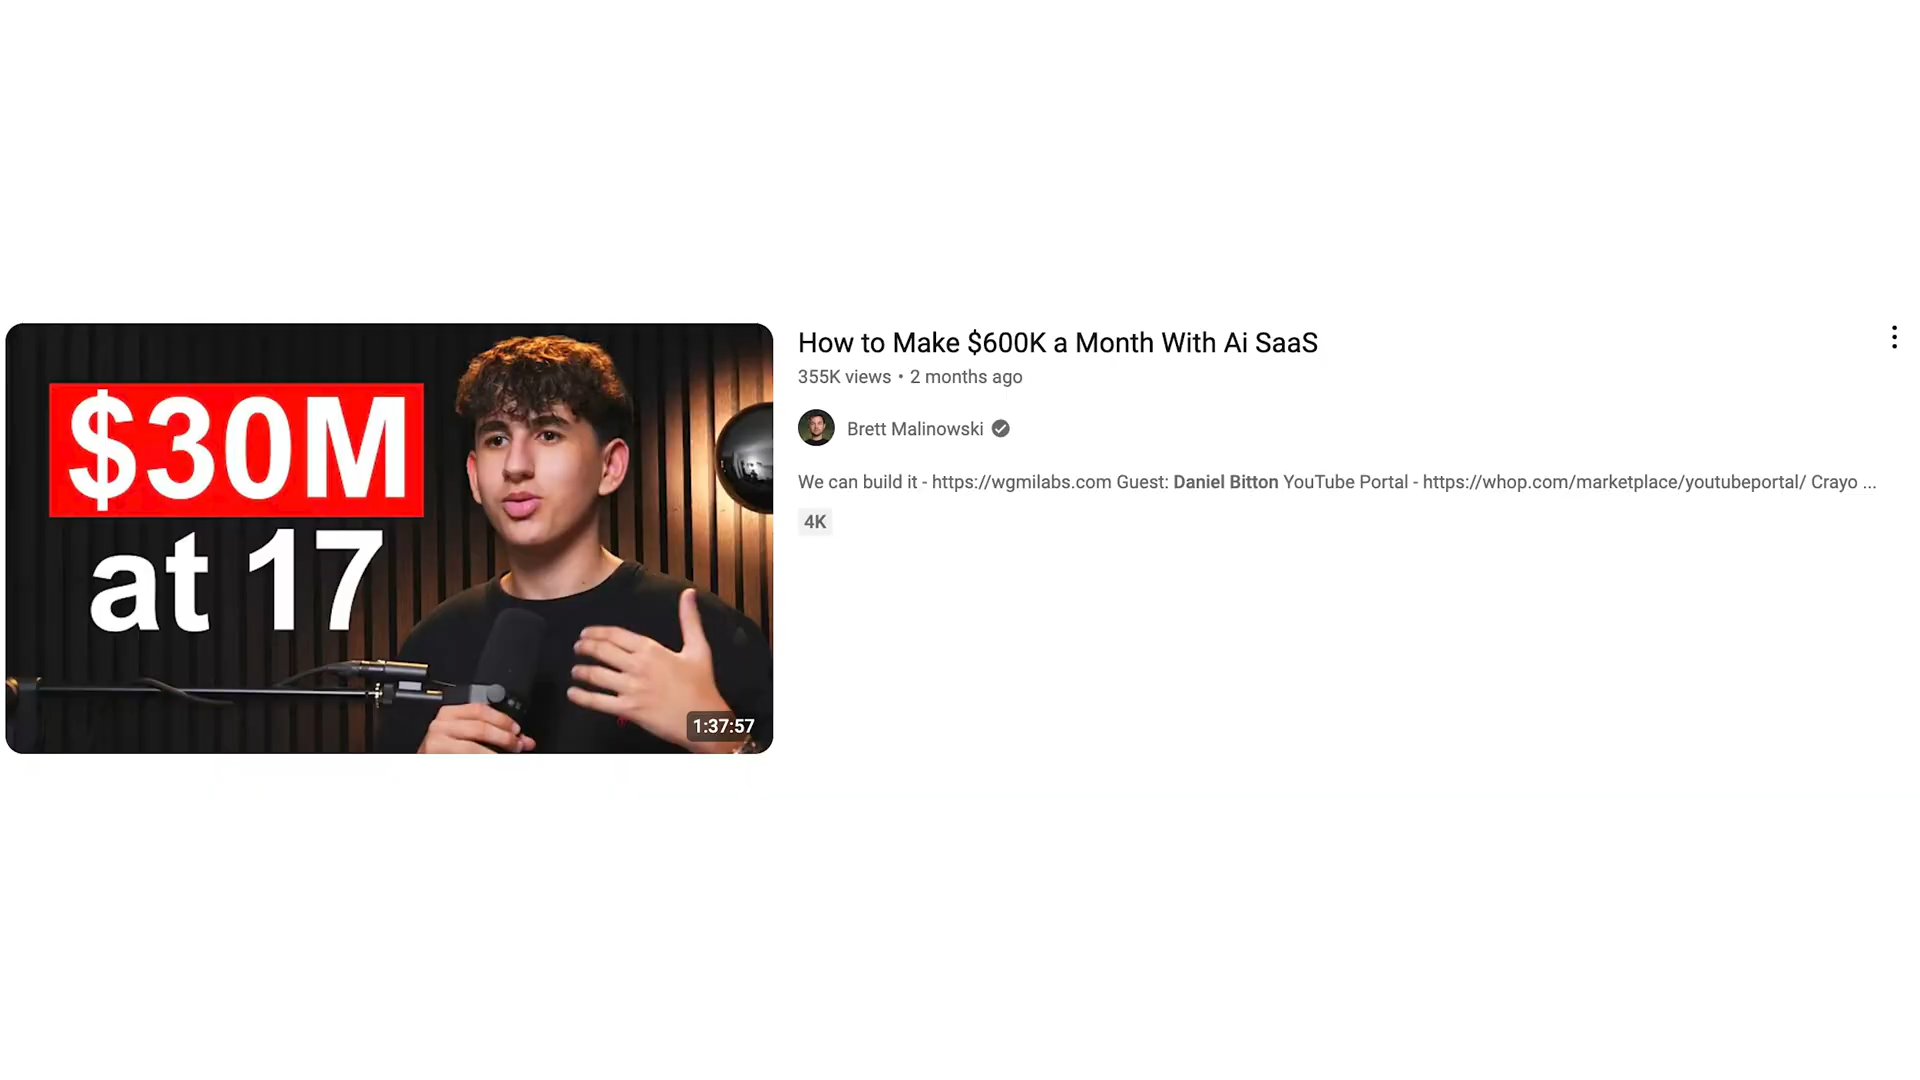 $30M
at 17
1:37:57
How to Make $600K a Month With Ai SaaS
355K views • 2 months ago
Brett Malinowski
We can build it - https://wgmilabs.com Guest: Daniel Bitton YouTube Portal - https://whop.com/marketplace/youtubeportal/ Crayo ...
4K